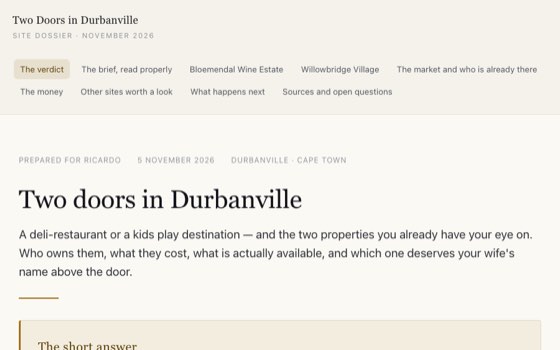 Two Doors in Durbanville
SITE DOSSIER · NOVEMBER 2026
The verdict The brief, read properly Bloemendal Wine Estate Willowbridge Village The market and who is already there
The money Other sites worth a look What happens next Sources and open questions
PREPARED FOR RICARDO 5 NOVEMBER 2026 DURBANVILLE · CAPE TOWN
Two doors in Durbanville
A deli-restaurant or a kids play destination — and the two properties you already have your eye on.
Who owns them, what they cost, what is actually available, and which one deserves your wife's
name above the door.
The short answer